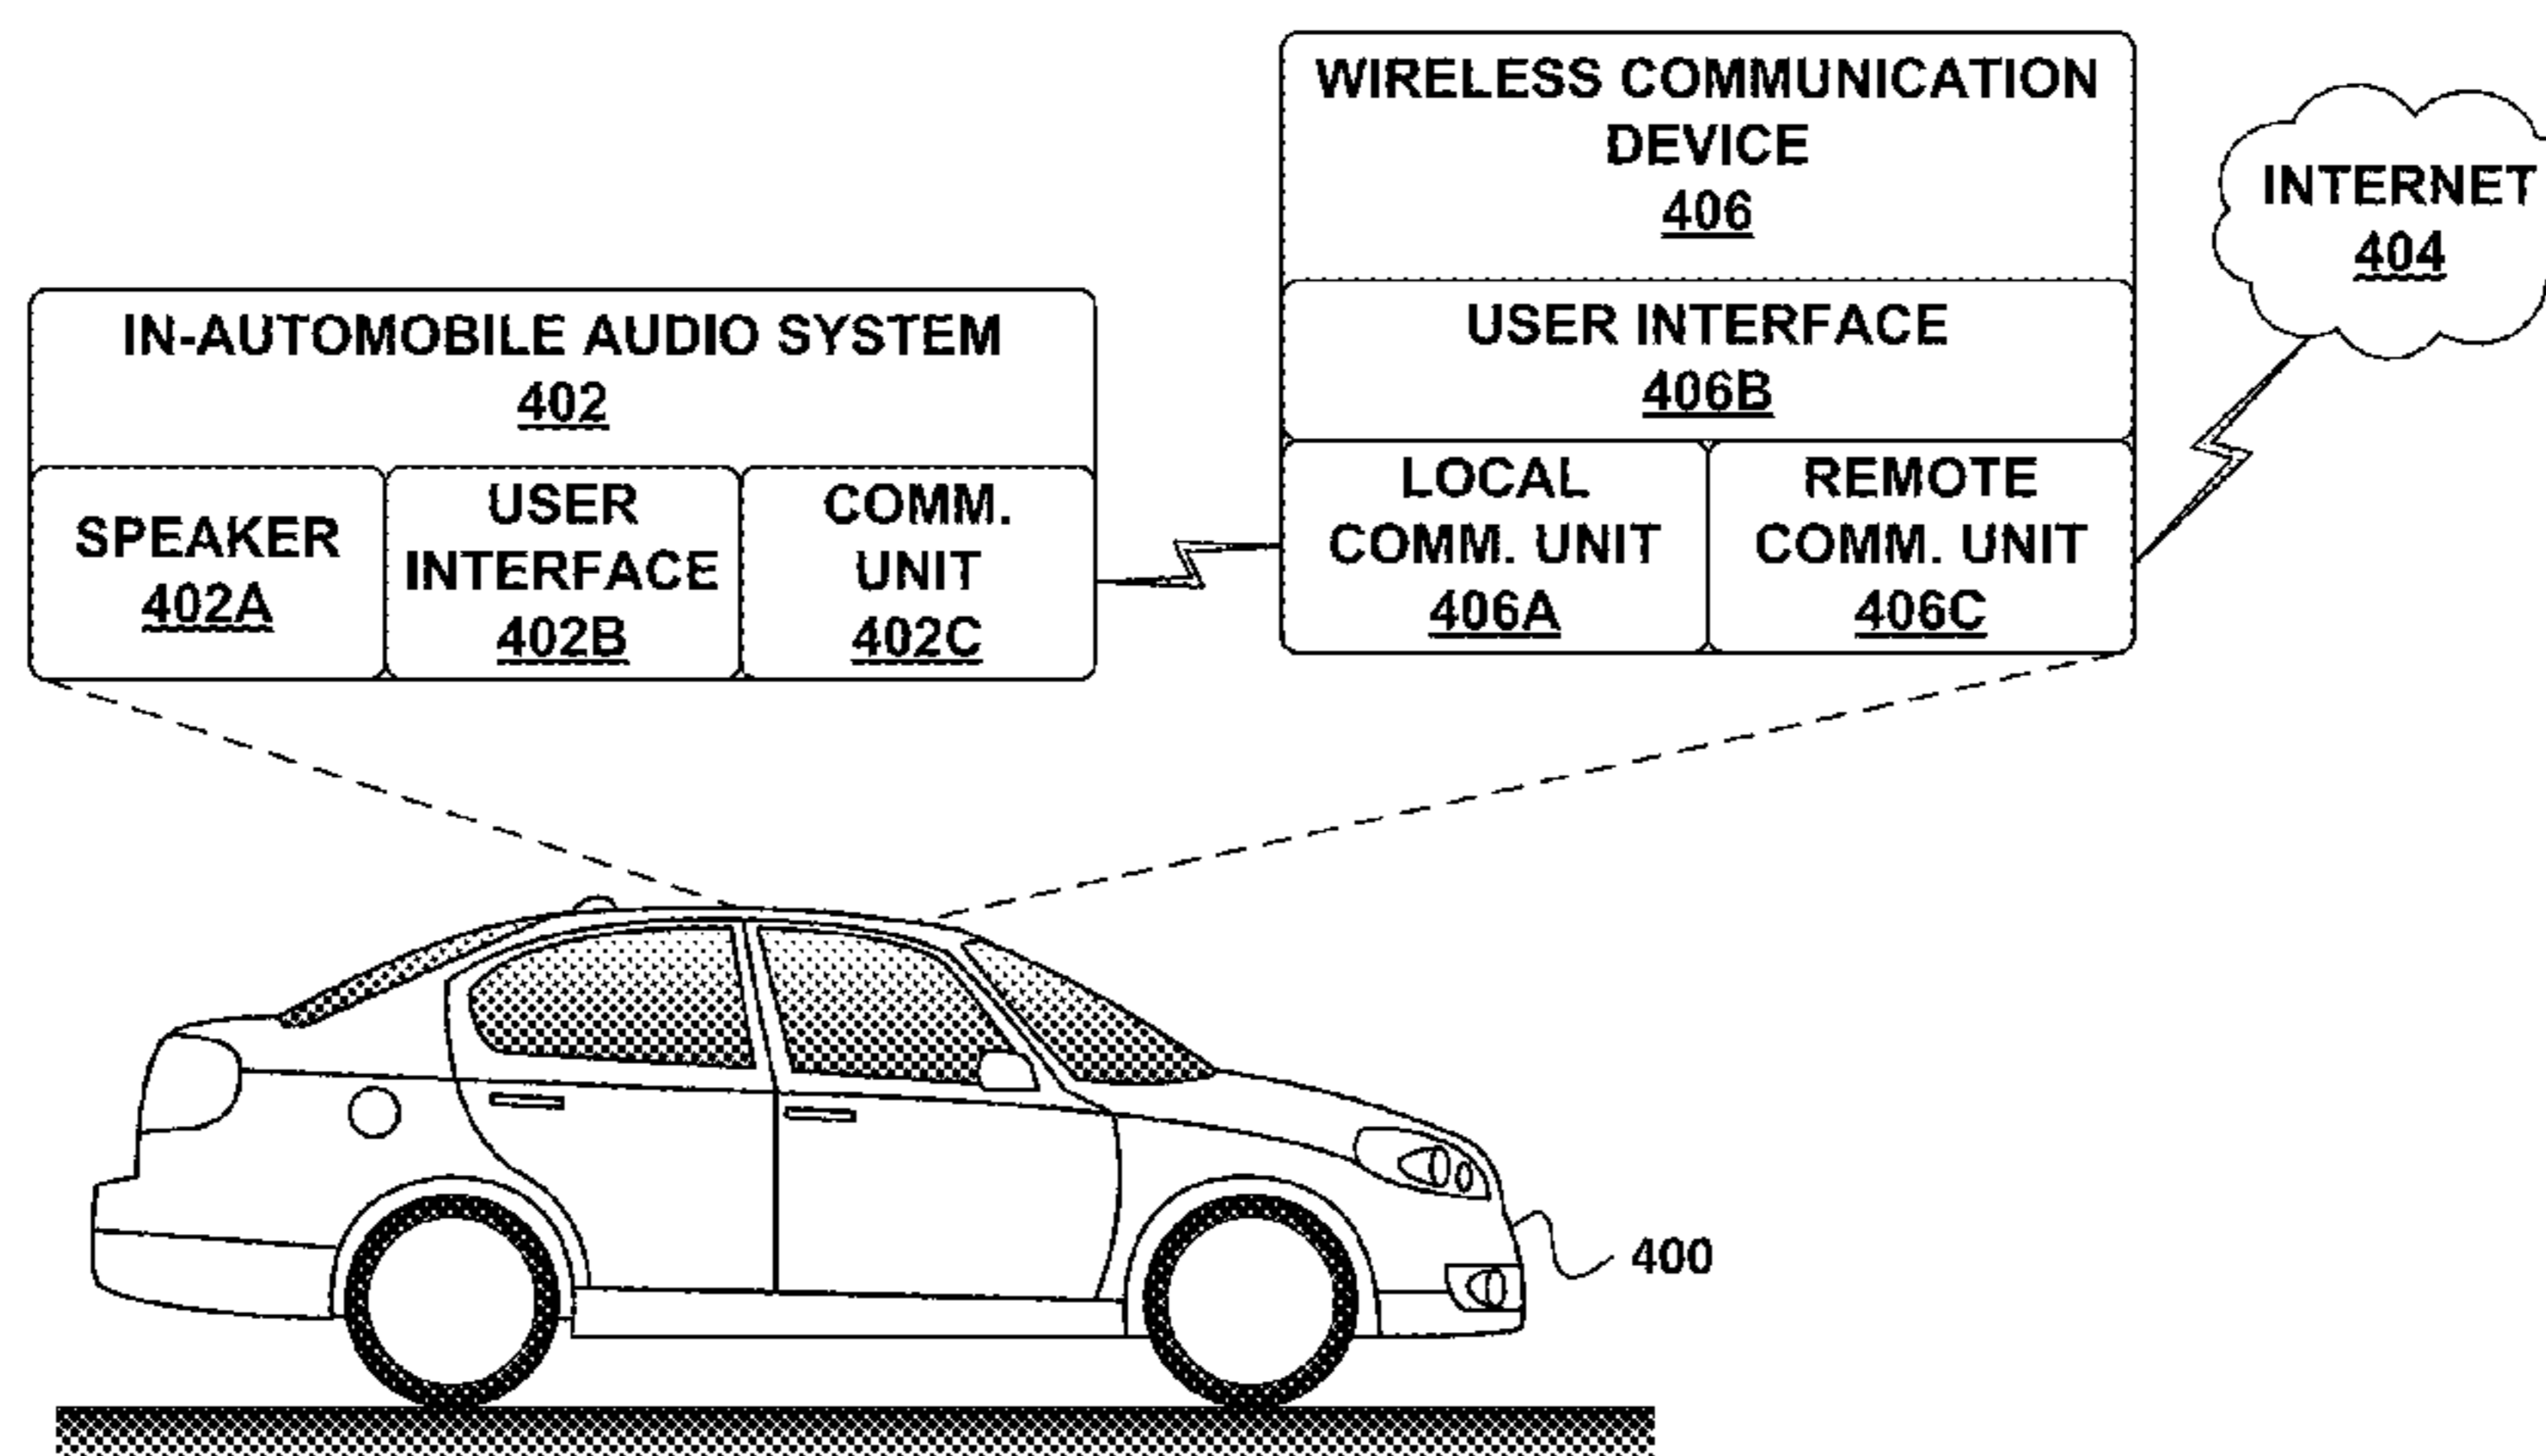 WIRELESS COMMUNICATION
DEVICE
406
INTERNET
404
USER INTERFACE
406B
IN-AUTOMOBILE AUDIO SYSTEM
402
LOCAL
COMM. UNIT
406A
REMOTE
COMM. UNIT
406C
SPEAKER
402A
USER
INTERFACE
402B
COMM.
UNIT
402C
400